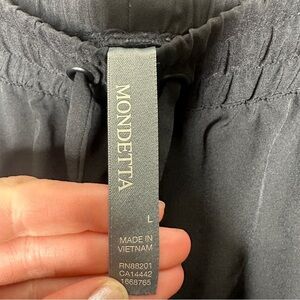 MONDETTA
L
MADE IN
VIETNAM
RN88201
CA14442
1668765